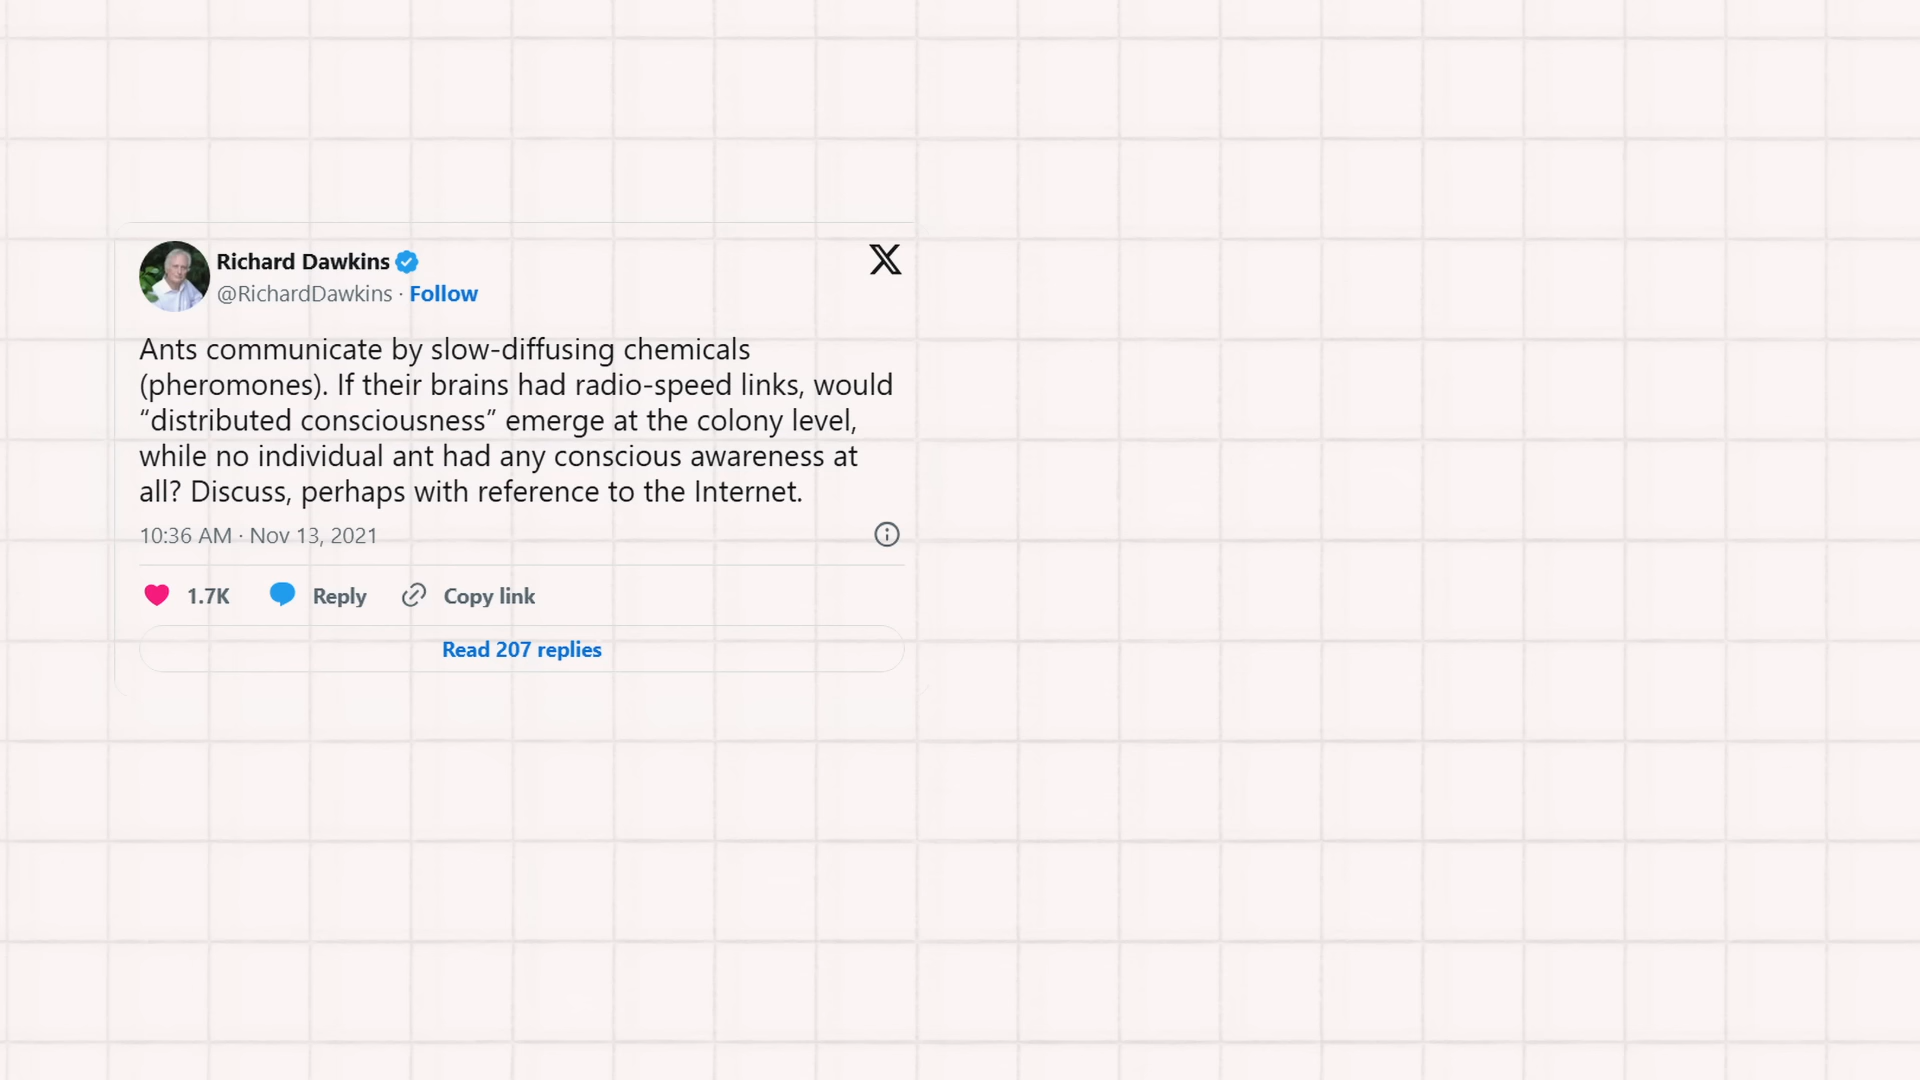 Richard Dawkins
@RichardDawkins · Follow
Ants communicate by slow-diffusing chemicals
(pheromones). If their brains had radio-speed links, would
“distributed consciousness” emerge at the colony level,
while no individual ant had any conscious awareness at
all? Discuss, perhaps with reference to the Internet.
10:36 AM · Nov 13, 2021
1.7K Reply Copy link
Read 207 replies